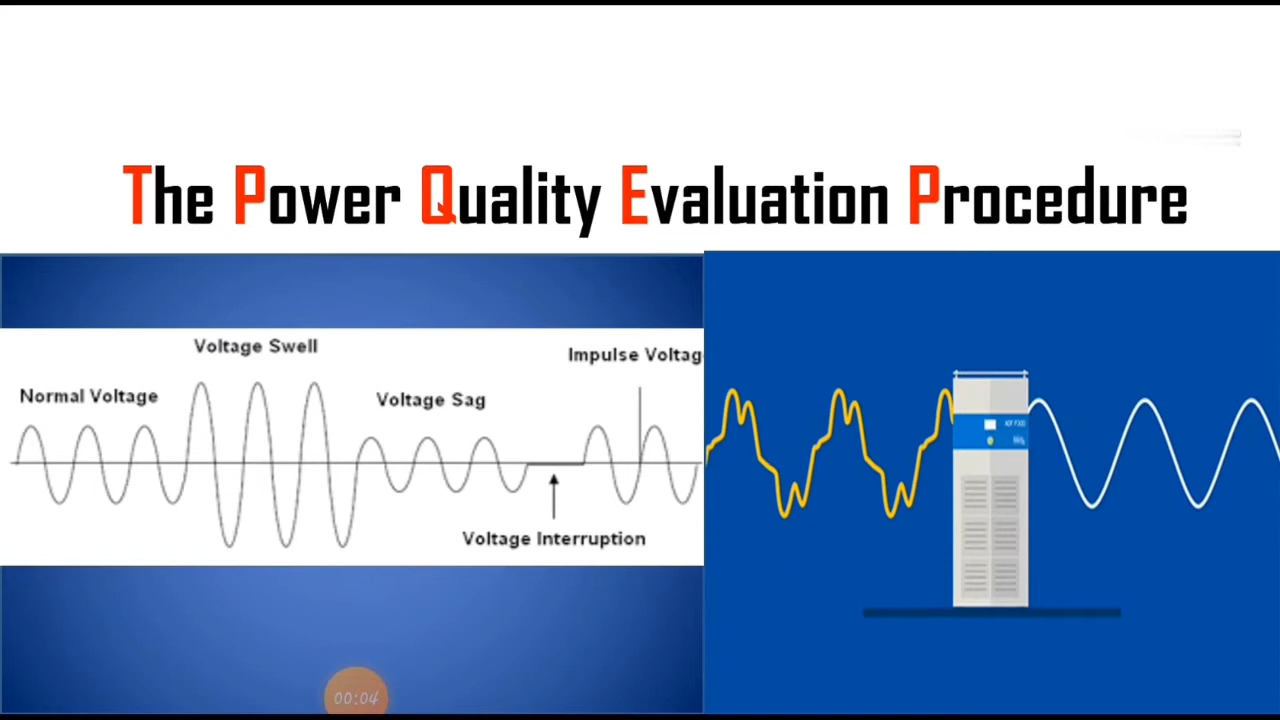 The Power Quality Evaluation Procedure
Voltage Swell
Impulse Voltag
Normal Voltage
Voltage Sag
Voltage Interruption
00:04